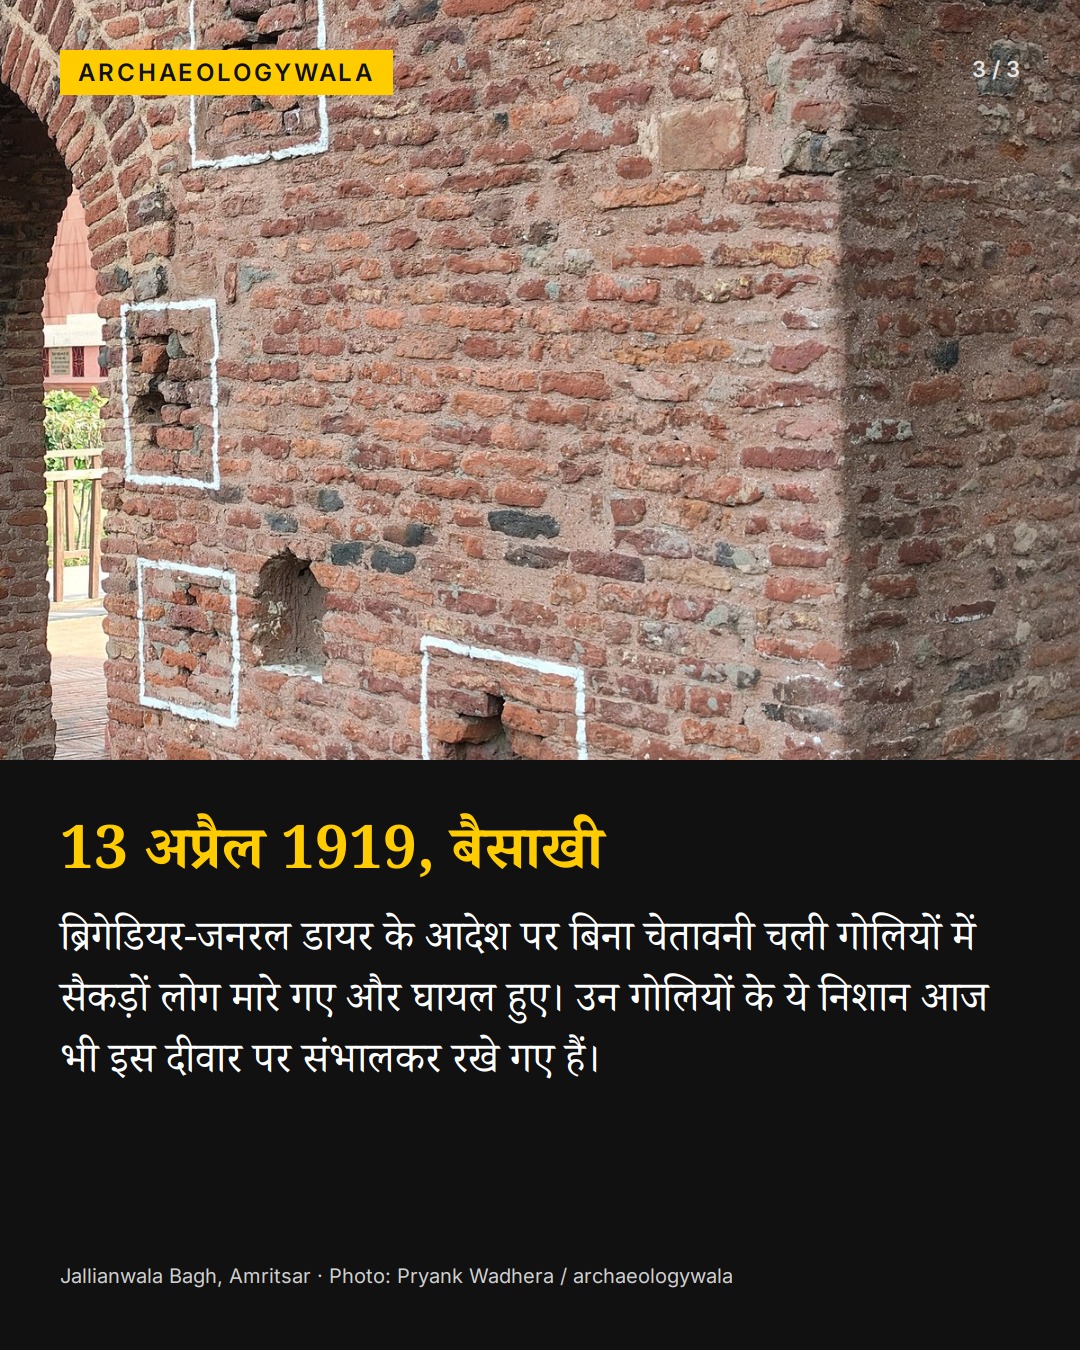 ARCHAEOLOGYWALA
3 / 3
13 अप्रैल 1919, बैसाखी
ब्रिगेडियर-जनरल डायर के आदेश पर बिना चेतावनी चली गोलियों में
सैकड़ों लोग मारे गए और घायल हुए। उन गोलियों के ये निशान आज
भी इस दीवार पर संभालकर रखे गए हैं।
Jallianwala Bagh, Amritsar · Photo: Pryank Wadhera / archaeologywala